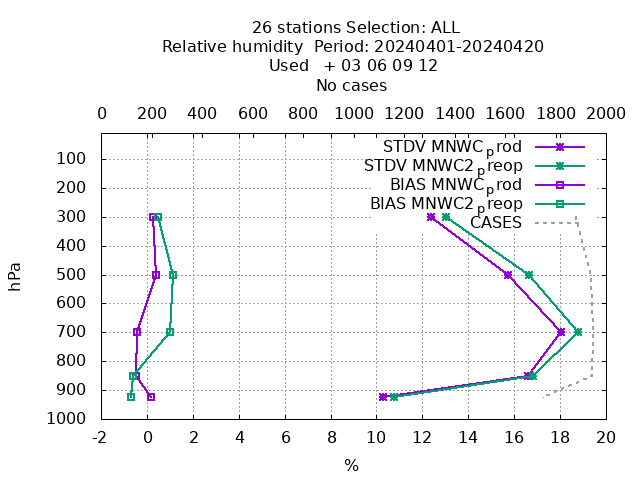 26 stations Selection: ALL
Relative humidity  Period: 20240401-20240420
Used   + 03 06 09 12
No cases
0 200 400 600 800 1000 1200 1400 1600 1800 2000
STDV MNWC_prod
STDV MNWC2_preop
BIAS MNWC_prod
BIAS MNWC2_preop
CASES
hPa
100
200
300
400
500
600
700
800
900
1000
-2 0 2 4 6 8 10 12 14 16 18 20
%